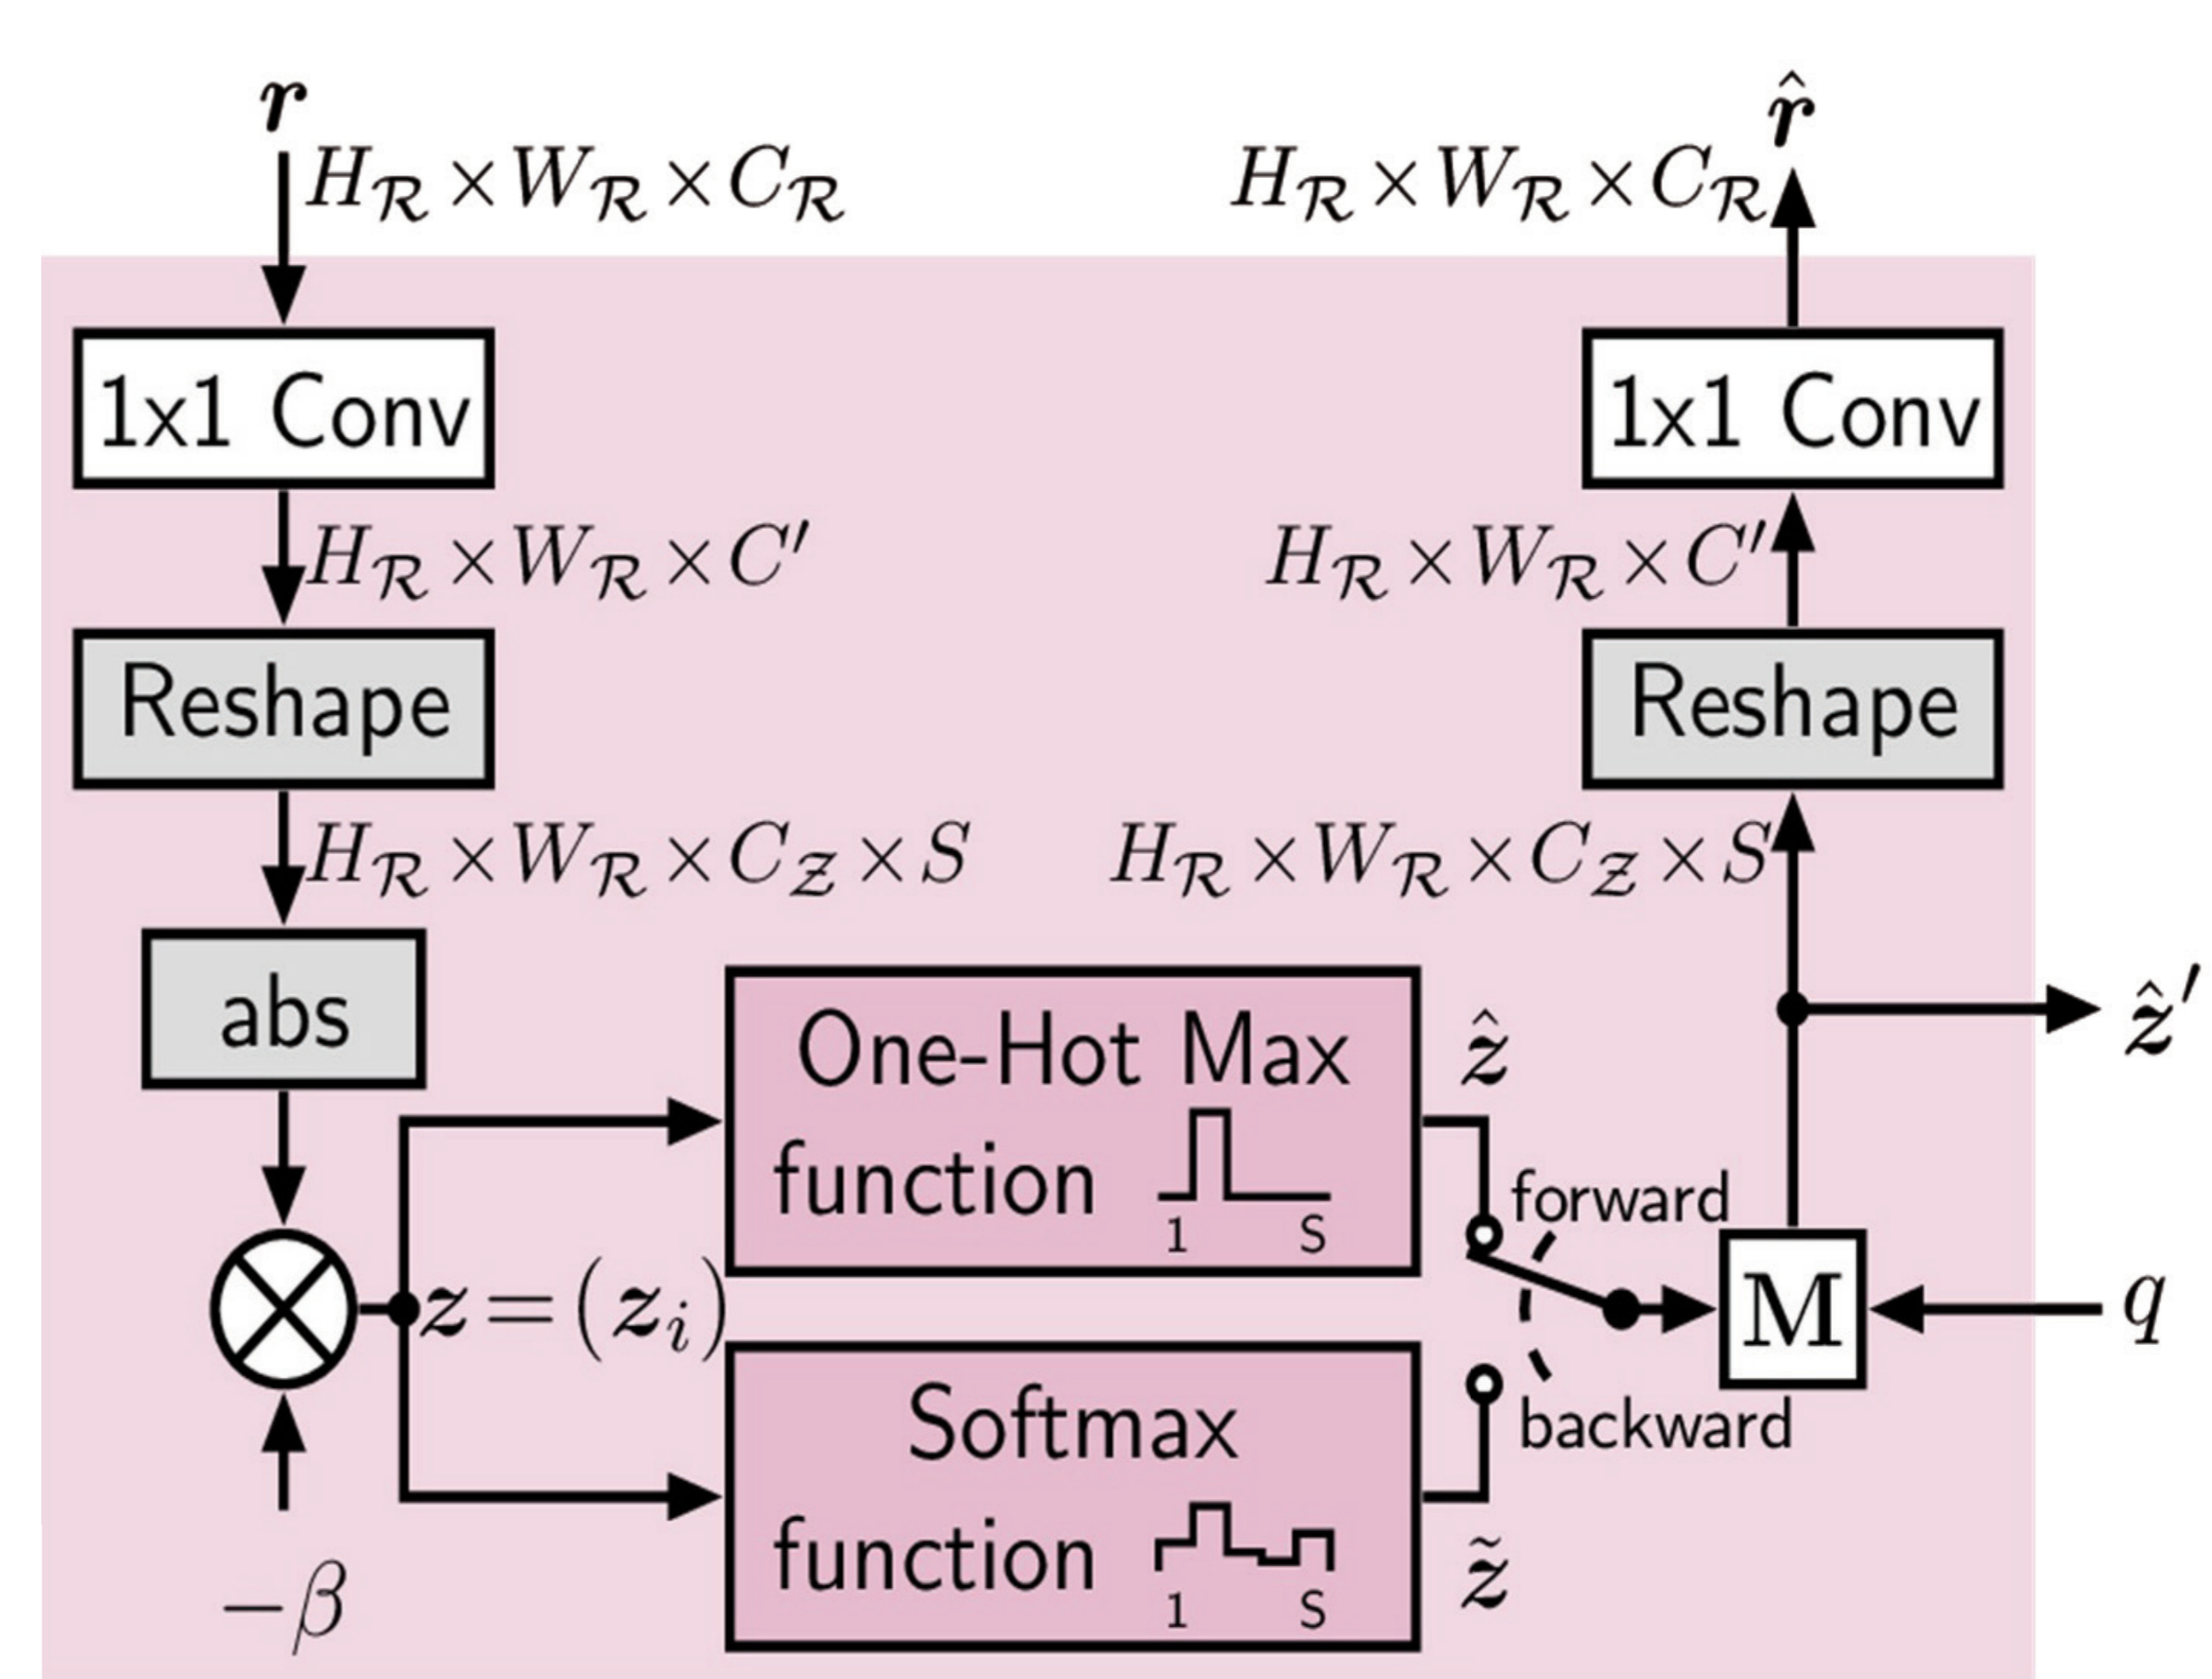 r
H_ℛ × W_ℛ × C_ℛ
1x1 Conv
H_ℛ × W_ℛ × C′
Reshape
H_ℛ × W_ℛ × C_𝒵 × S
abs
−β
z = (z_i)
One-Hot Max
function
1 S
ẑ
Softmax
function
1 S
z̃
forward
backward
M
q
ẑ′
H_ℛ × W_ℛ × C_𝒵 × S
Reshape
H_ℛ × W_ℛ × C′
1x1 Conv
H_ℛ × W_ℛ × C_ℛ
r̂